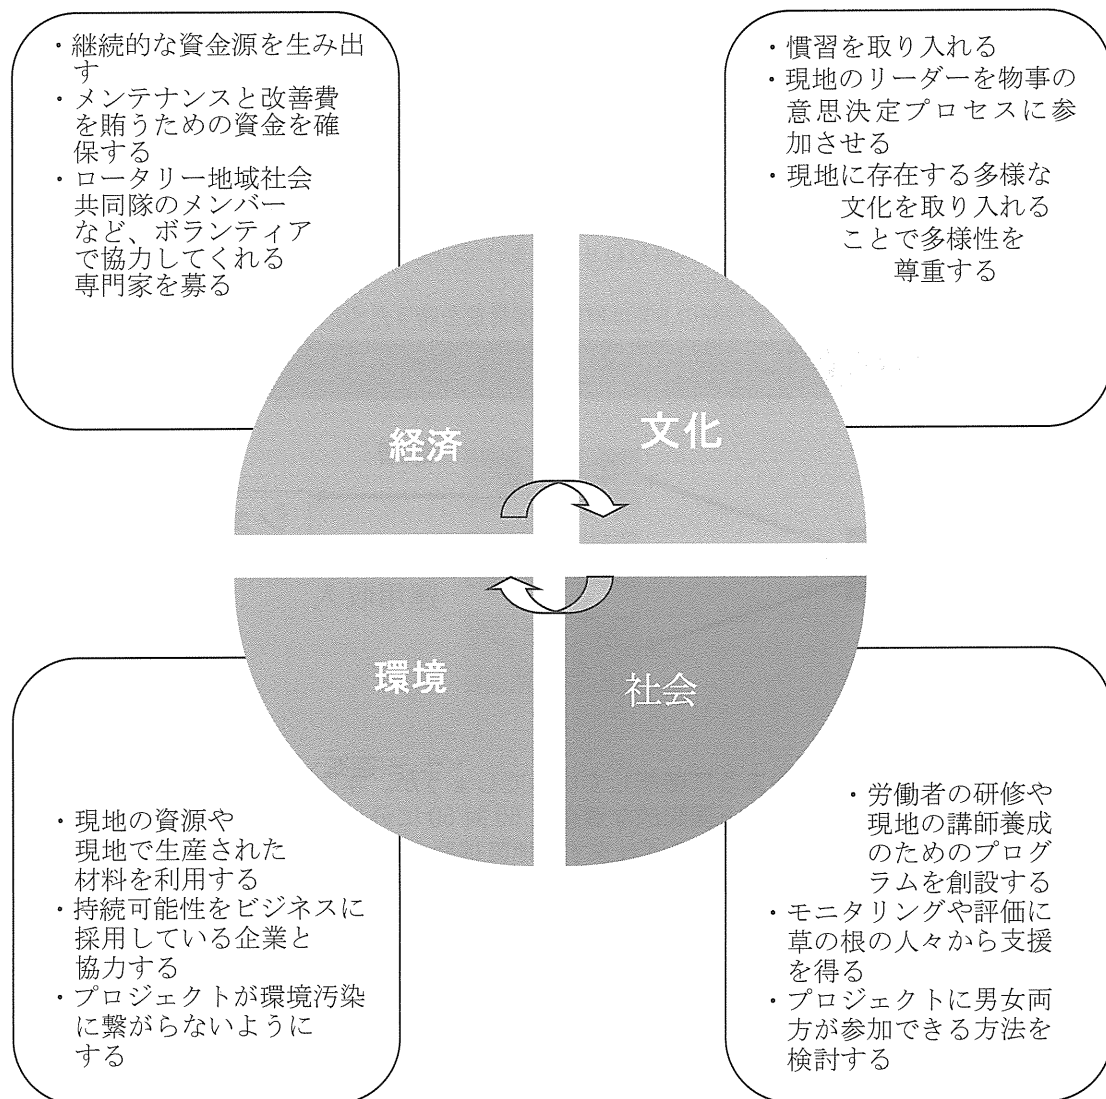 ・継続的な資金源を生み出
す
・メンテナンスと改善費
を賄うための資金を確
保する
・ロータリー地域社会
共同隊のメンバー
など、ボランティア
で協力してくれる
専門家を募る
・慣習を取り入れる
・現地のリーダーを物事の
意思決定プロセスに参
加させる
・現地に存在する多様な
文化を取り入れる
ことで多様性を
尊重する
経済
文化
環境
社会
・現地の資源や
現地で生産された
材料を利用する
・持続可能性をビジネスに
採用している企業と
協力する
・プロジェクトが環境汚染
に繋がらないように
する
・労働者の研修や
現地の講師養成
のためのプログ
ラムを創設する
・モニタリングや評価に
草の根の人々から支援
を得る
・プロジェクトに男女両
方が参加できる方法を
検討する